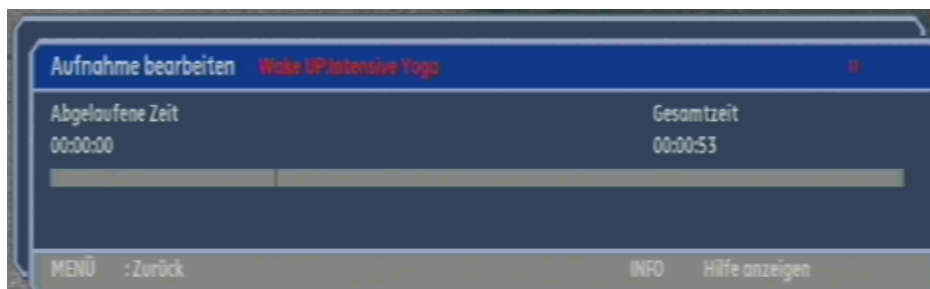 Aufnahme bearbeiten Wake UP:Intensive Yoga
Abgelaufene Zeit Gesamtzeit
00:00:00 00:00:53
MENÜ : Zurück INFO Hilfe anzeigen